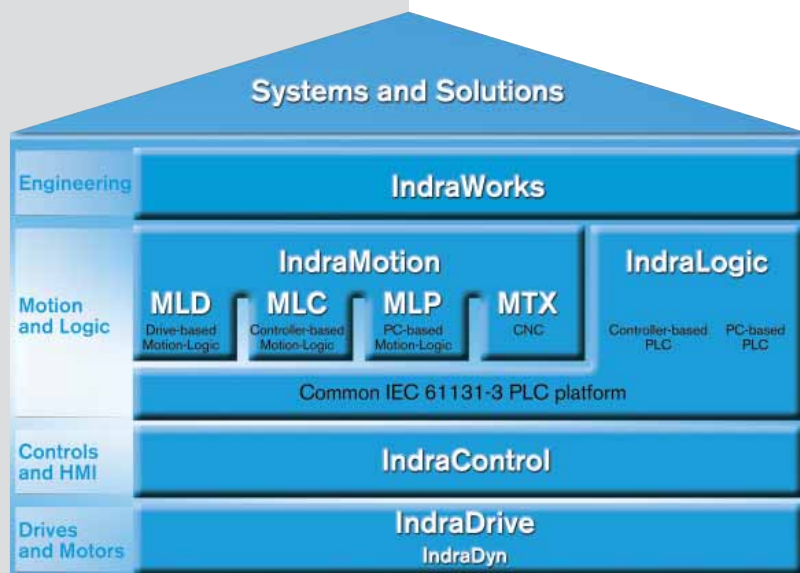 Systems and Solutions
Engineering
IndraWorks
Motion
and Logic
IndraMotion
MLD
Drive-based
Motion-Logic
MLC
Controller-based
Motion-Logic
MLP
PC-based
Motion-Logic
MTX
CNC
IndraLogic
Controller-based
PLC
PC-based
PLC
Common IEC 61131-3 PLC platform
Controls
and HMI
IndraControl
Drives
and Motors
IndraDrive
IndraDyn